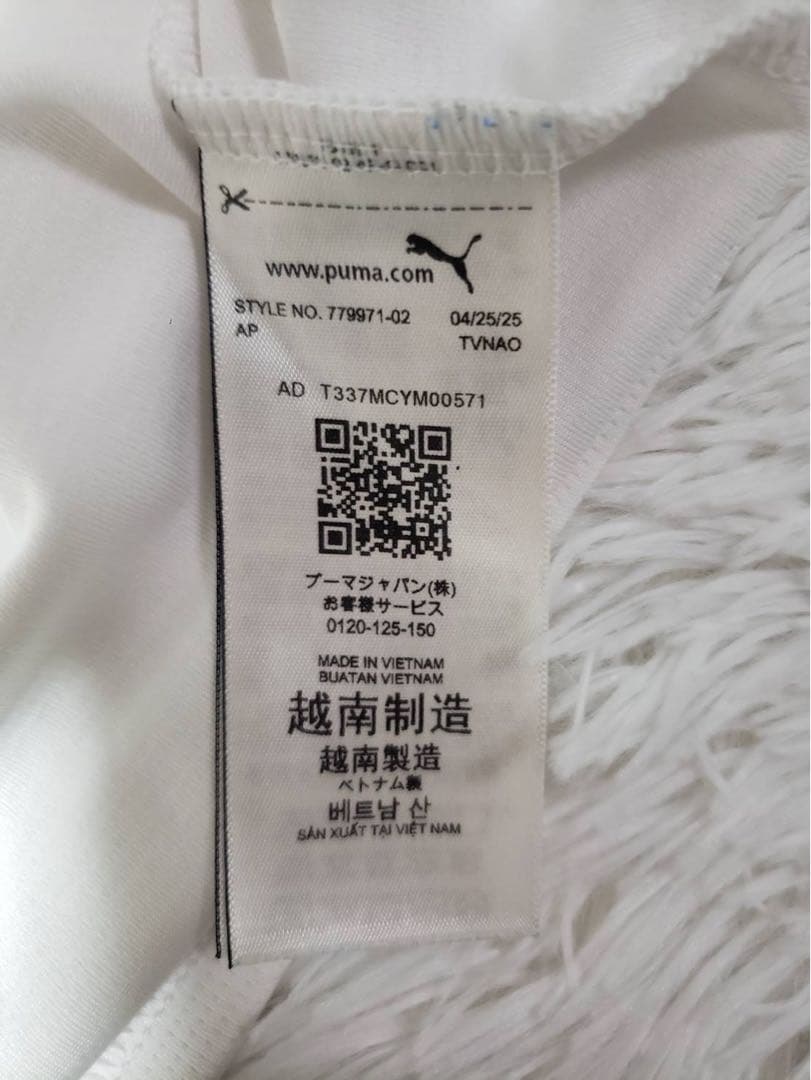 www.puma.com
STYLE NO. 779971-02 04/25/25
AP TVNAO
AD T337MCYM00571
プーマジャパン(株)
お客様サービス
0120-125-150
MADE IN VIETNAM
BUATAN VIETNAM
越南制造
越南製造
ベトナム製
베트남 산
SẢN XUẤT TẠI VIỆT NAM